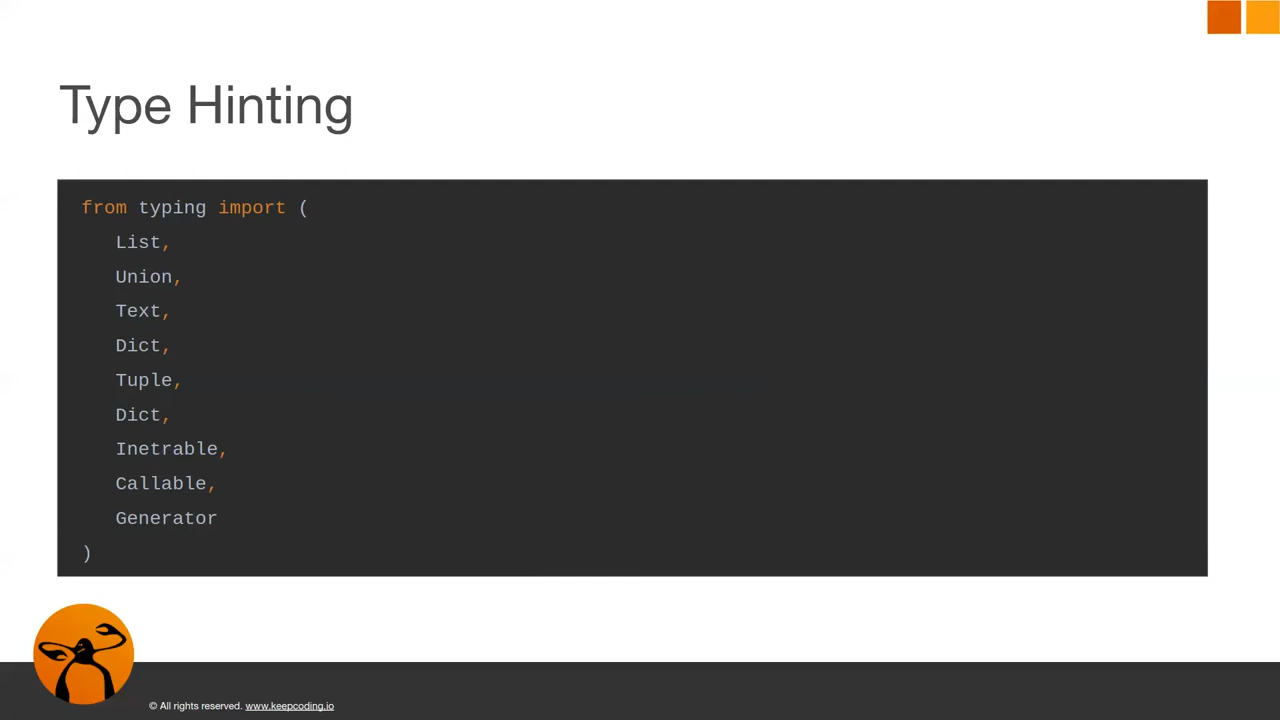 Type Hinting
from typing import (
List,
Union,
Text,
Dict,
Tuple,
Dict,
Inetrable,
Callable,
Generator
)
© All rights reserved. www.keepcoding.io